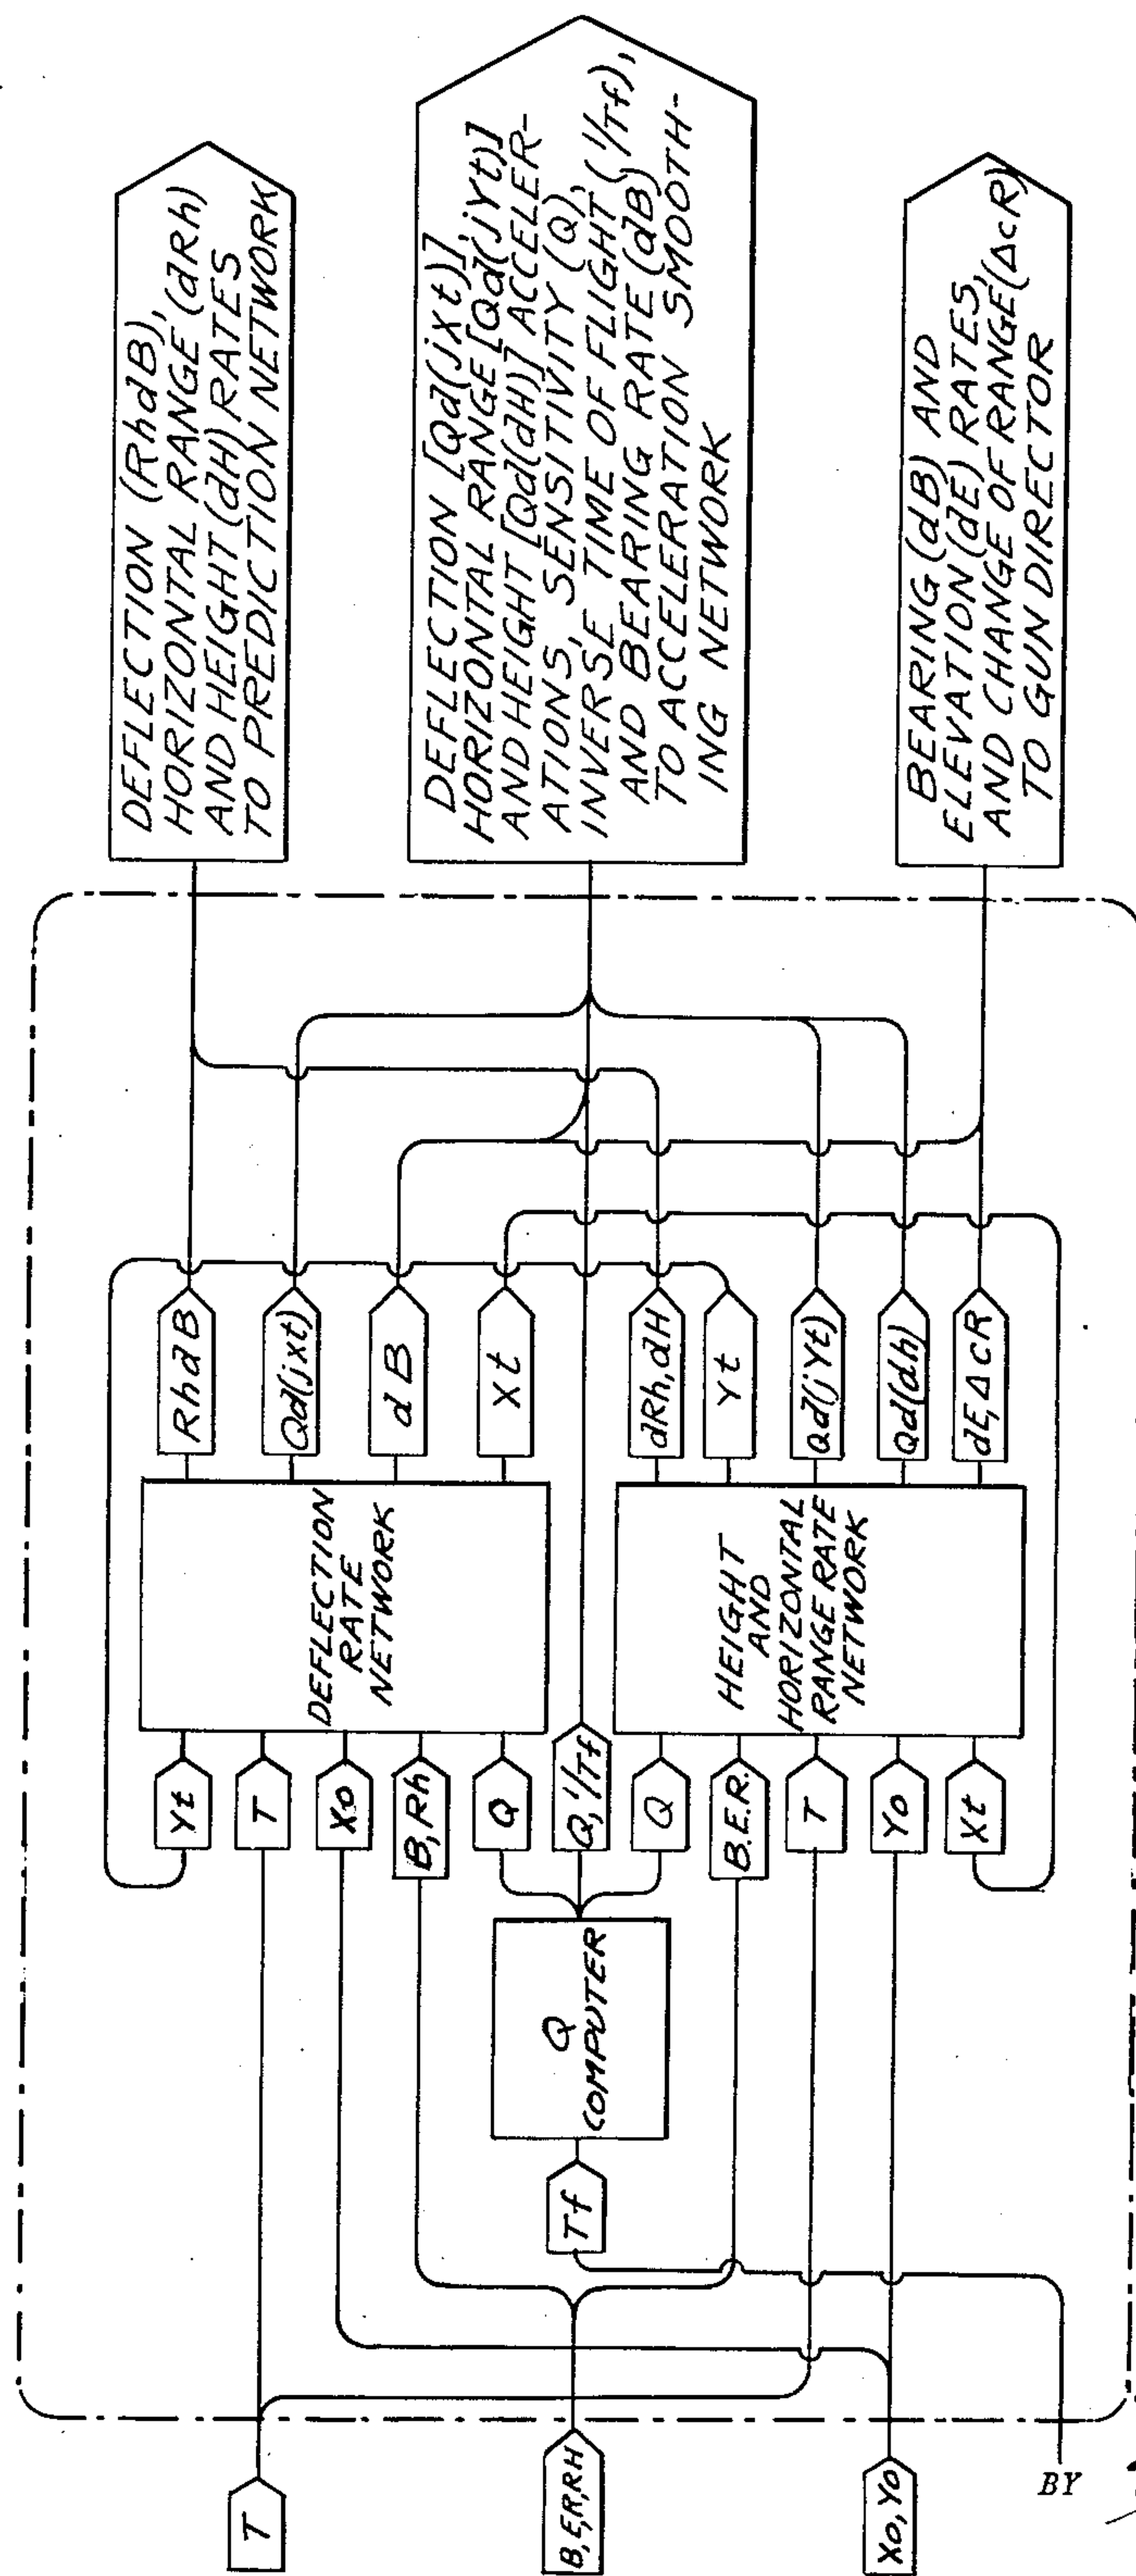 T
B,E,R,RH
Xo,Yo
BY
Tf
Q
COMPUTER
Yt
T
Xo
B,Rh
Q
Q,1/Tf
Q
B.E.R.
T
Yo
Xt
DEFLECTION
RATE
NETWORK
HEIGHT
AND
HORIZONTAL
RANGE RATE
NETWORK
RhdB
Qd(jxt)
dB
Xt
dRh,dH
Yt
Qd(jYt)
Qd(dh)
dE,ΔcR
DEFLECTION (RhdB),
HORIZONTAL RANGE (dRh)
AND HEIGHT (dH) RATES
TO PREDICTION NETWORK
DEFLECTION [Qd(jXt)],
HORIZONTAL RANGE [Qd(jYt)]
AND HEIGHT [Qd(dH)] ACCELER-
ATIONS, SENSITIVITY (Q),
INVERSE TIME OF FLIGHT (1/Tf),
AND BEARING RATE (dB)
TO ACCELERATION SMOOTH-
ING NETWORK
BEARING (dB) AND
ELEVATION (dE) RATES,
AND CHANGE OF RANGE (ΔcR)
TO GUN DIRECTOR